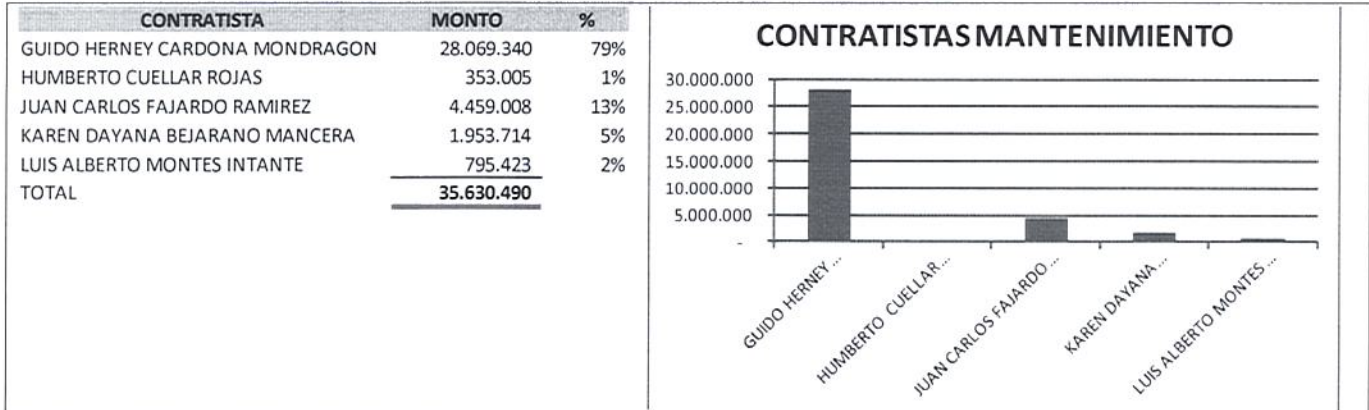 CONTRATISTA MONTO %
GUIDO HERNEY CARDONA MONDRAGON 28.069.340 79%
HUMBERTO CUELLAR ROJAS 353.005 1%
JUAN CARLOS FAJARDO RAMIREZ 4.459.008 13%
KAREN DAYANA BEJARANO MANCERA 1.953.714 5%
LUIS ALBERTO MONTES INTANTE 795.423 2%
TOTAL 35.630.490
CONTRATISTAS MANTENIMIENTO
30.000.000
25.000.000
20.000.000
15.000.000
10.000.000
5.000.000
-
GUIDO HERNEY...
HUMBERTO CUELLAR...
JUAN CARLOS FAJARDO...
KAREN DAYANA...
LUIS ALBERTO MONTES...